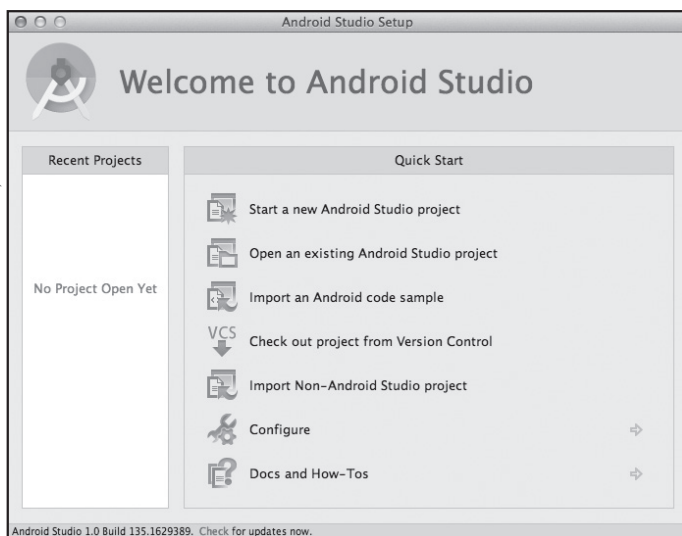 Android Studio Setup
Welcome to Android Studio
Recent Projects
No Project Open Yet
Quick Start
Start a new Android Studio project
Open an existing Android Studio project
Import an Android code sample
VCS
Check out project from Version Control
Import Non-Android Studio project
Configure
Docs and How-Tos
Android Studio 1.0 Build 135.1629389. Check for updates now.